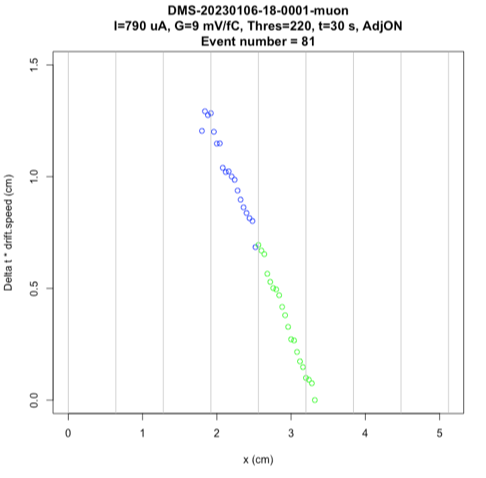 DMS-20230106-18-0001-muon
I=790 uA, G=9 mV/fC, Thres=220, t=30 s, AdjON
Event number = 81
Delta t * drift.speed (cm)
1.5
1.0
0.5
0.0
0 1 2 3 4 5
x (cm)